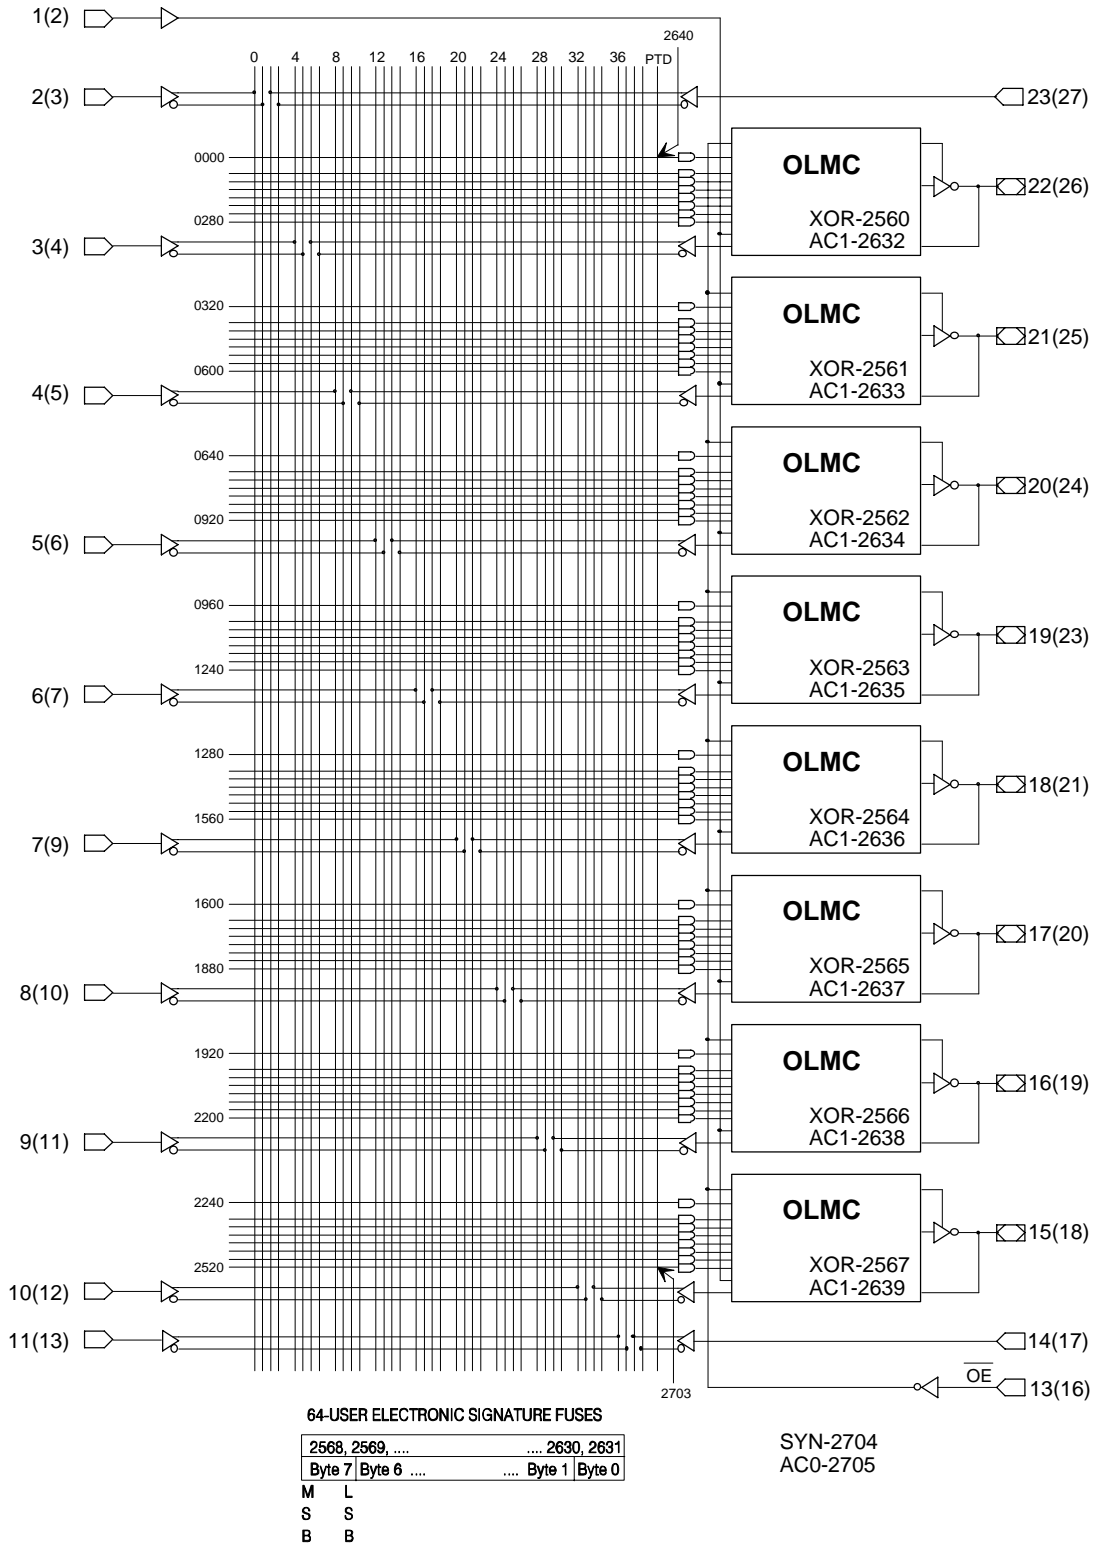 1(2)
2640
0 4 8 12 16 20 24 28 32 36 PTD
2(3)
23(27)
0000
OLMC
22(26)
0280
XOR-2560
AC1-2632
3(4)
0320
OLMC
21(25)
0600
XOR-2561
AC1-2633
4(5)
0640
OLMC
20(24)
0920
XOR-2562
AC1-2634
5(6)
0960
OLMC
19(23)
1240
XOR-2563
AC1-2635
6(7)
1280
OLMC
18(21)
1560
XOR-2564
AC1-2636
7(9)
1600
OLMC
17(20)
1880
XOR-2565
AC1-2637
8(10)
1920
OLMC
16(19)
2200
XOR-2566
AC1-2638
9(11)
2240
OLMC
15(18)
2520
XOR-2567
AC1-2639
10(12)
11(13)
14(17)
OE
13(16)
2703
64-USER ELECTRONIC SIGNATURE FUSES
2568, 2569, .... .... 2630, 2631
Byte 7 Byte 6 .... .... Byte 1 Byte 0
M L
S S
B B
SYN-2704
AC0-2705